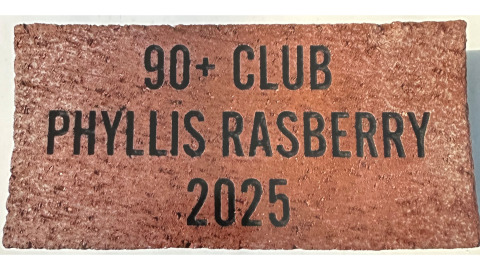 90+ CLUB
PHYLLIS RASBERRY
2025